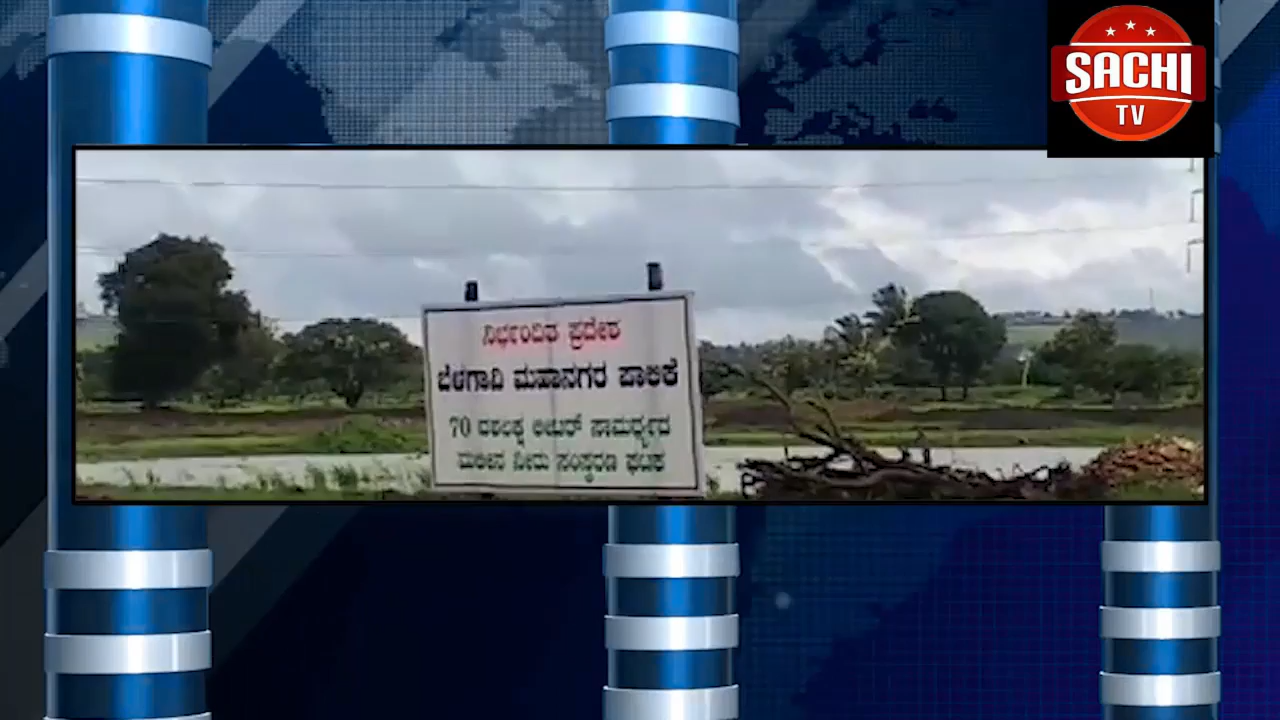 SACHI
TV
ನಿರ್ಭಂದಿತ ಪ್ರದೇಶ
ಬೆಳಗಾವಿ ಮಹಾನಗರ ಪಾಲಿಕೆ
70 ದಶಲಕ್ಷ ಲೀಟರ್ ಸಾಮರ್ಥ್ಯದ
ಮಲೀನ ನೀರು ಸಂಸ್ಕರಣ ಘಟಕ